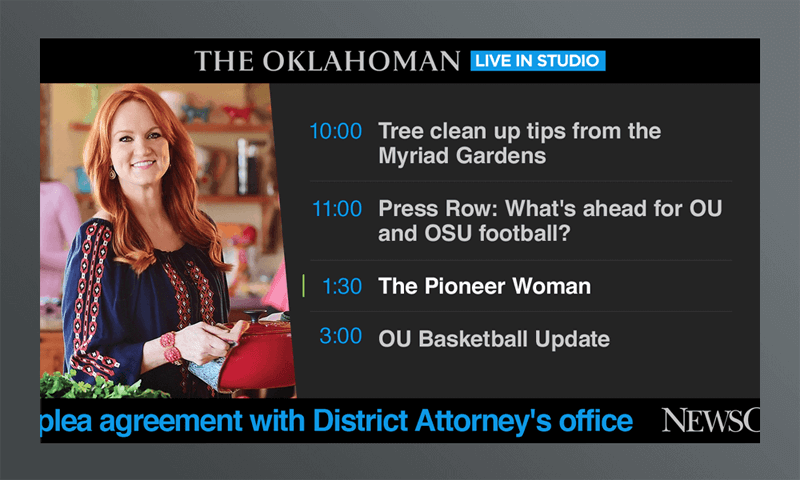 THE OKLAHOMAN LIVE IN STUDIO
10:00 Tree clean up tips from the
Myriad Gardens
11:00 Press Row: What's ahead for OU
and OSU football?
1:30 The Pioneer Woman
3:00 OU Basketball Update
plea agreement with District Attorney's office NEWSO